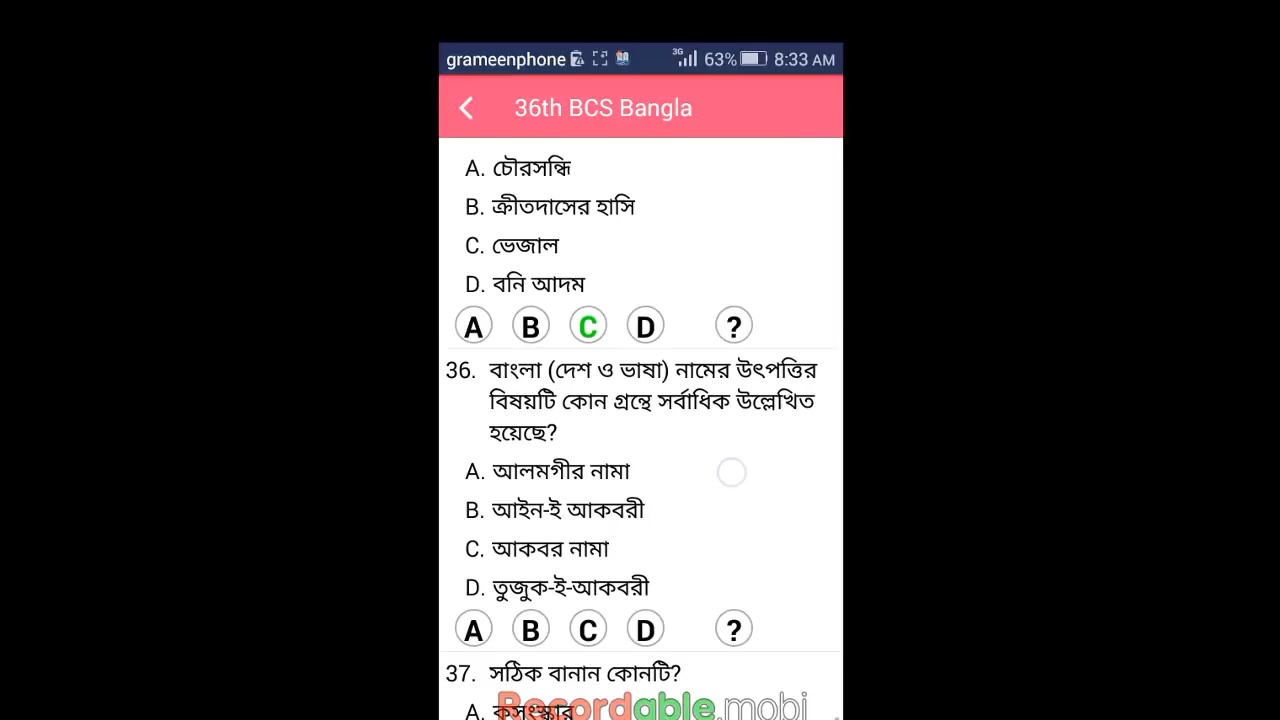 grameenphone 3G 63% 8:33 AM
36th BCS Bangla
A. চৌরসন্ধি
B. ক্রীতদাসের হাসি
C. ভেজাল
D. বনি আদম
A B C D ?
36. বাংলা (দেশ ও ভাষা) নামের উৎপত্তির
বিষয়টি কোন গ্রন্থে সর্বাধিক উল্লেখিত
হয়েছে?
A. আলমগীর নামা
B. আইন-ই আকবরী
C. আকবর নামা
D. তুজুক-ই-আকবরী
A B C D ?
37. সঠিক বানান কোনটি?
A.
Recordable.mobi